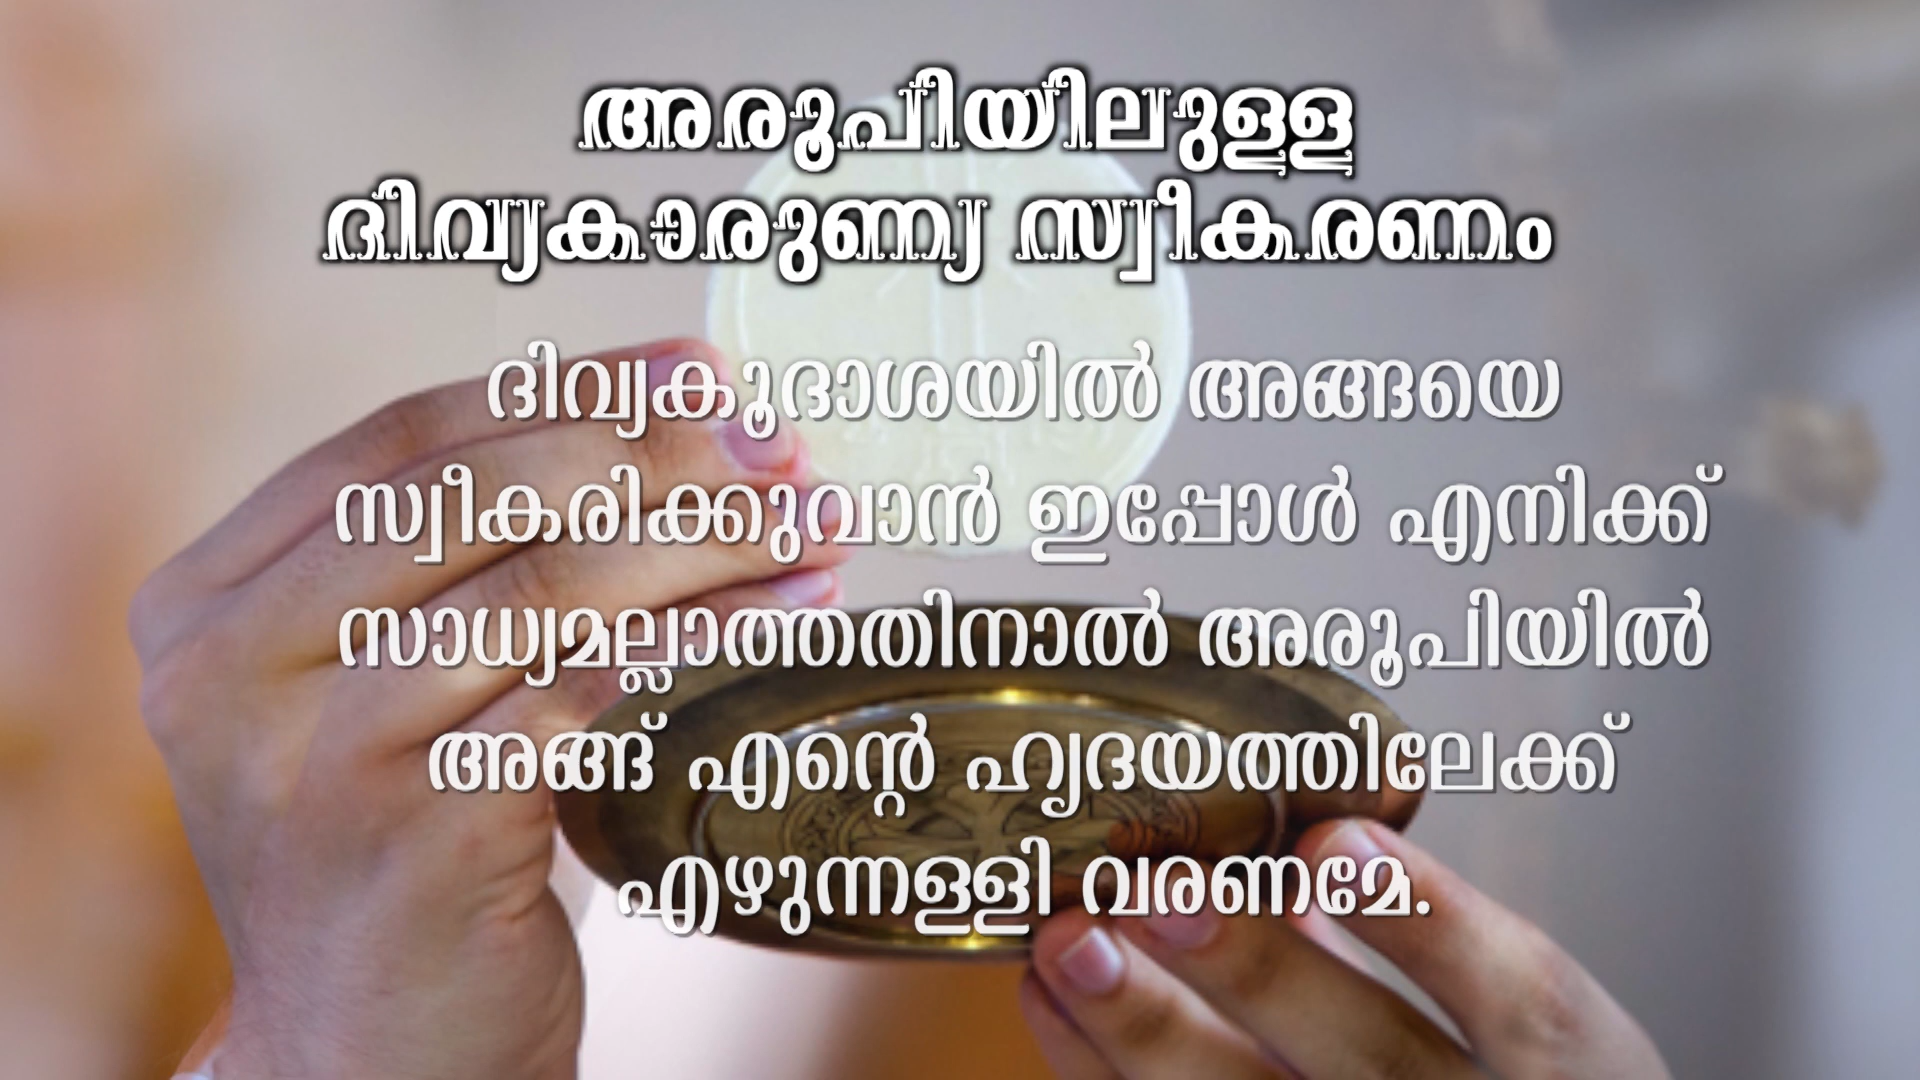 അരൂപിയിലുള്ള
ദിവ്യകാരുണ്യ സ്വീകരണം
ദിവ്യകൂദാശയിൽ അങ്ങയെ
സ്വീകരിക്കുവാൻ ഇപ്പോൾ എനിക്ക്
സാധ്യമല്ലാത്തതിനാൽ അരൂപിയിൽ
അങ്ങ് എന്റെ ഹൃദയത്തിലേക്ക്
എഴുന്നള്ളി വരണമേ.